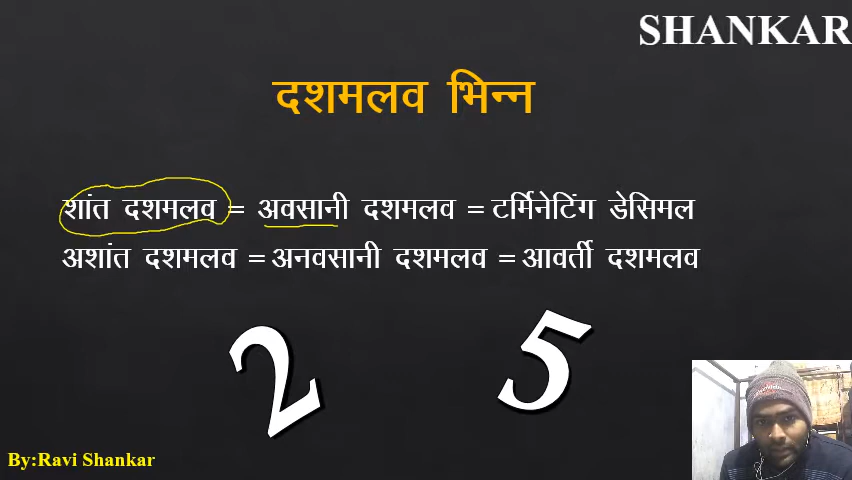 SHANKAR
दशमलव भिन्न
शांत दशमलव = अवसानी दशमलव = टर्मिनेटिंग डेसिमल
अशांत दशमलव = अनवसानी दशमलव = आवर्ती दशमलव
2 5
By:Ravi Shankar